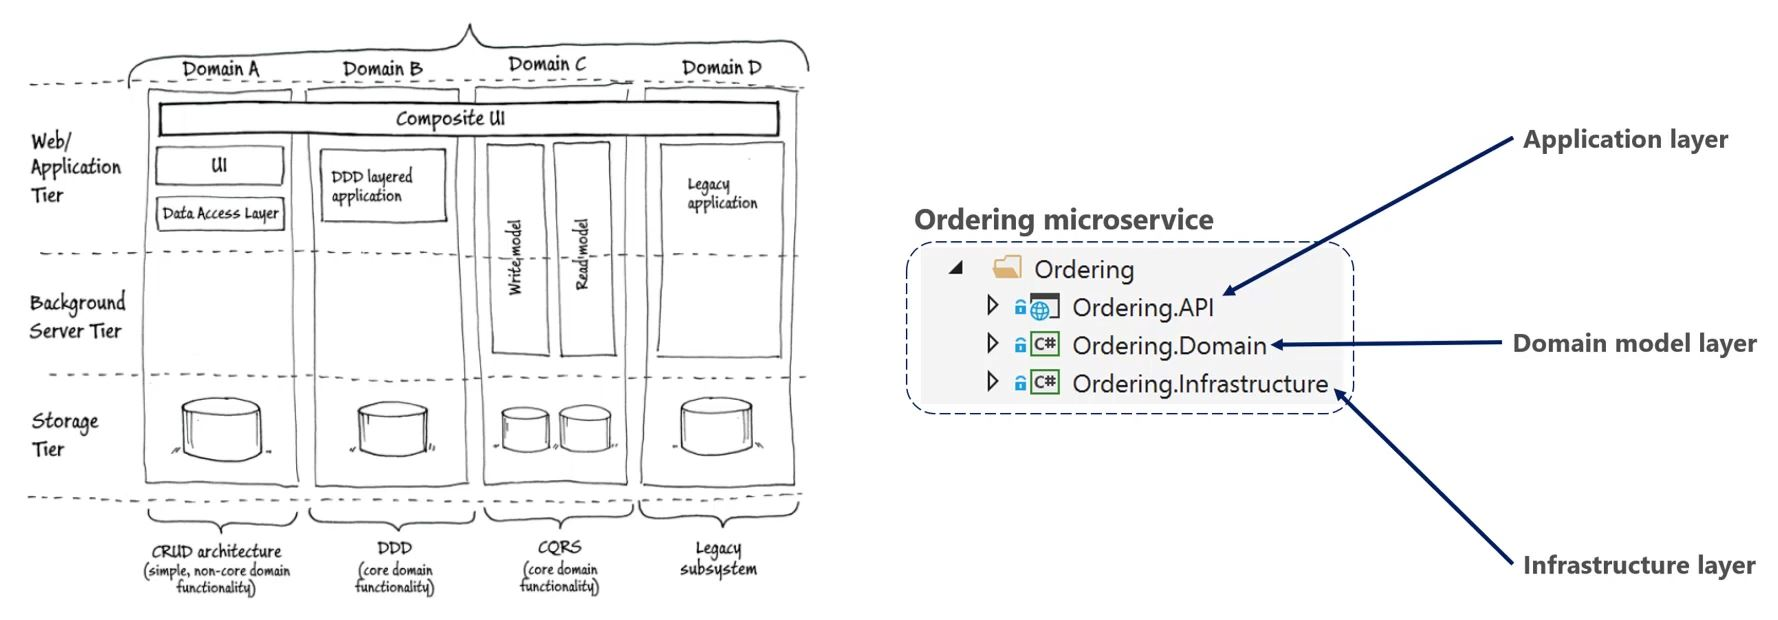 Domain A
Domain B
Domain C
Domain D
Composite UI
Web/
Application
Tier
UI
Data Access Layer
DDD layered
application
Write model
Read model
Legacy
application
Background
Server Tier
Storage
Tier
CRUD architecture
(simple, non-core domain
functionality)
DDD
(core domain
functionality)
CQRS
(core domain
functionality)
Legacy
subsystem
Ordering microservice
Ordering
Ordering.API
C# Ordering.Domain
C# Ordering.Infrastructure
Application layer
Domain model layer
Infrastructure layer